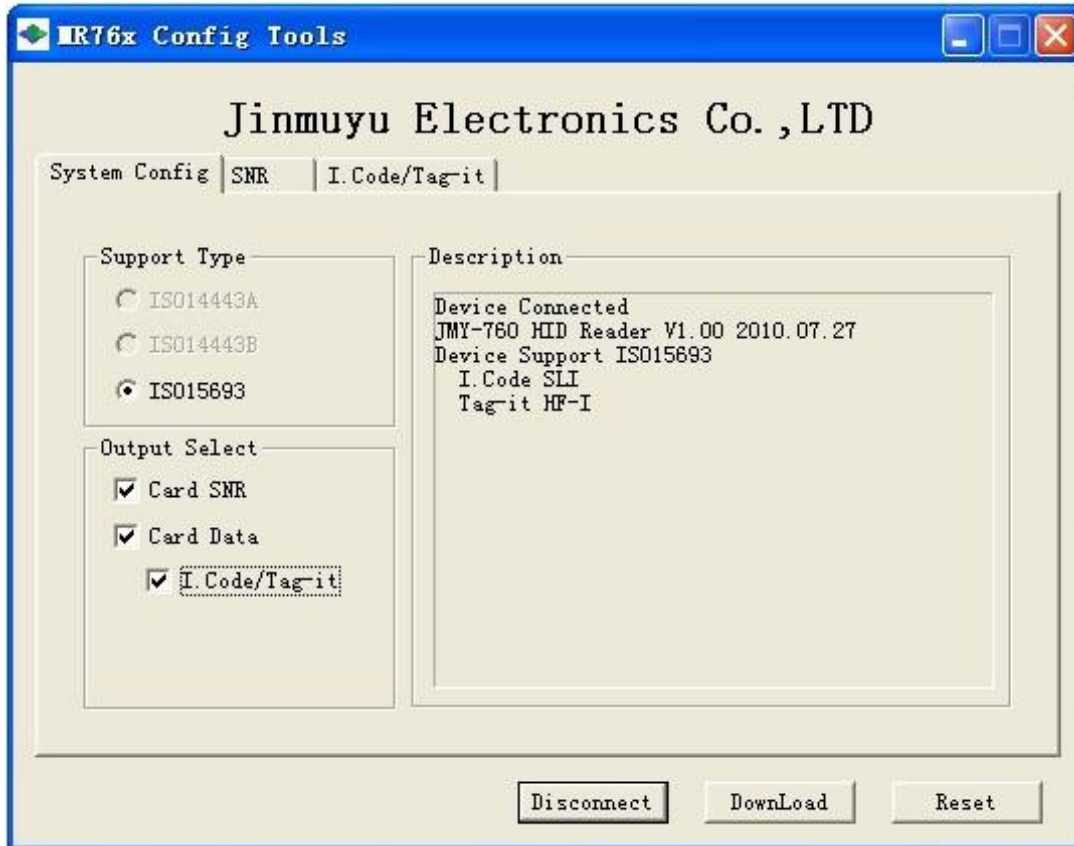 MR76x Config Tools
Jinmuyu Electronics Co.,LTD
System Config
SNR
I.Code/Tag-it
Support Type
ISO14443A
ISO14443B
ISO15693
Output Select
Card SNR
Card Data
I.Code/Tag-it
Description
Device Connected
JMY-760 HID Reader V1.00 2010.07.27
Device Support ISO15693
I.Code SLI
Tag-it HF-I
Disconnect
DownLoad
Reset